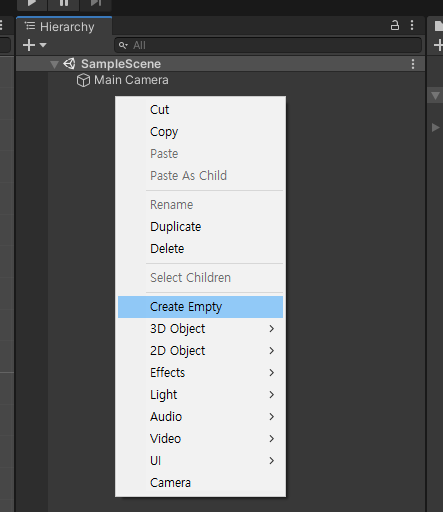 Hierarchy
All
SampleScene
Main Camera
Cut
Copy
Paste
Paste As Child
Rename
Duplicate
Delete
Select Children
Create Empty
3D Object
2D Object
Effects
Light
Audio
Video
UI
Camera